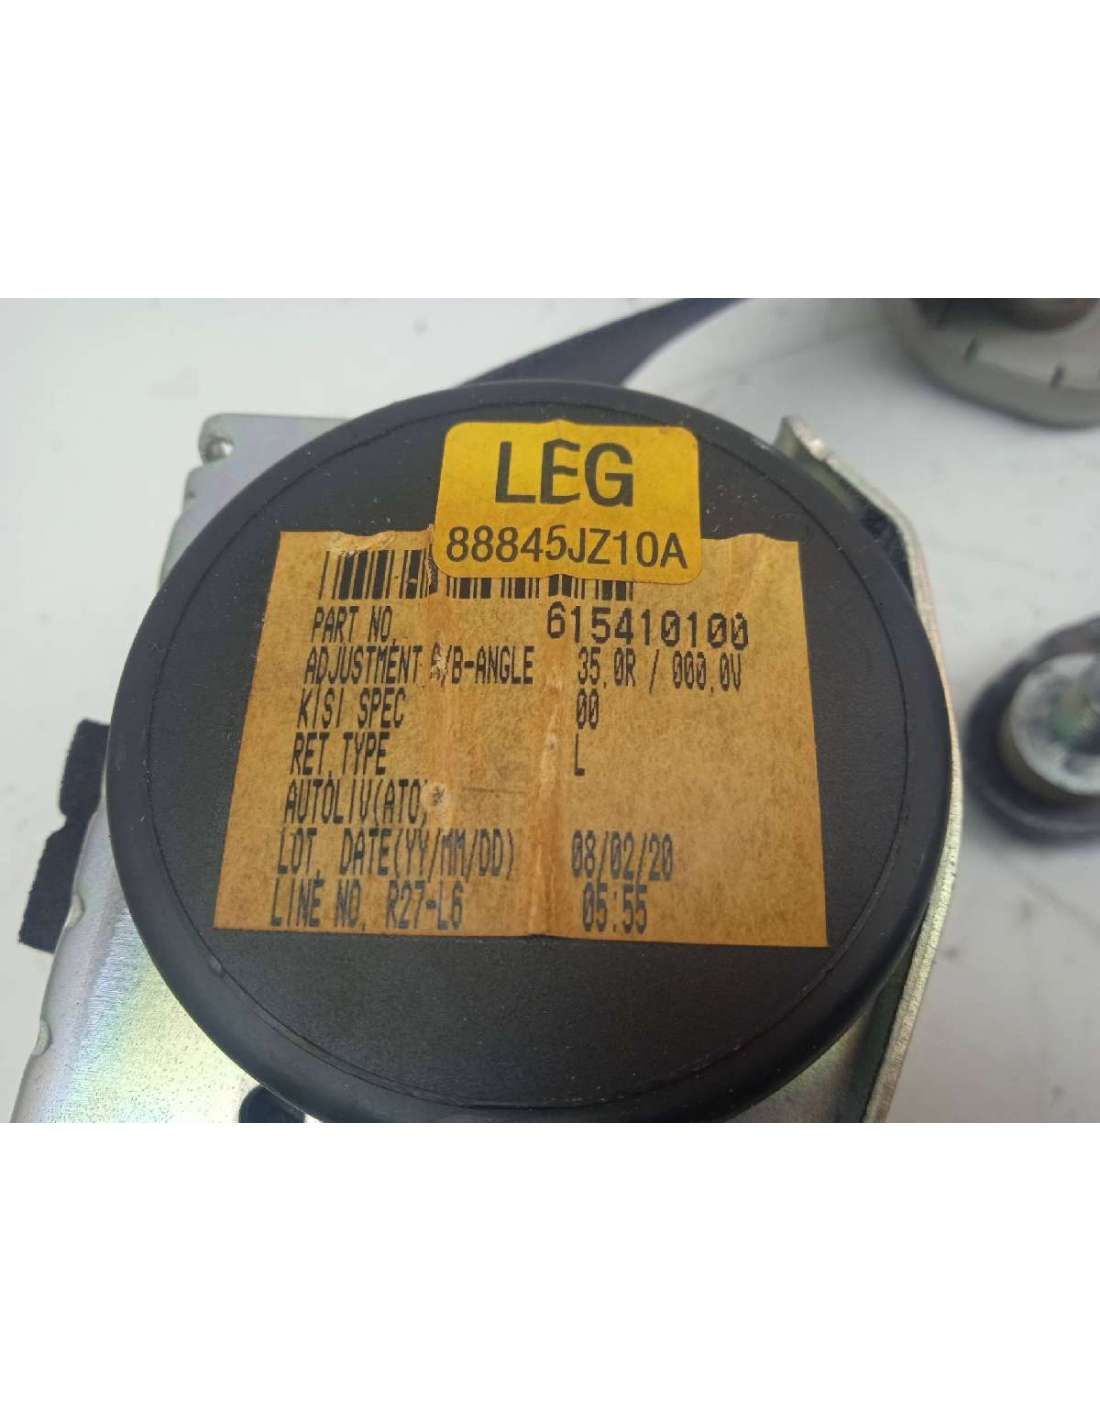 LEG
88845JZ10A
PART NO. 615410100
ADJUSTMENT S/B-ANGLE 35.0R / 000.0V
KISI SPEC 00
RET.TYPE L
AUTOLIV(ATO)
LOT. DATE(YY/MM/DD) 08/02/20
LINE NO. R27-L6 05:55